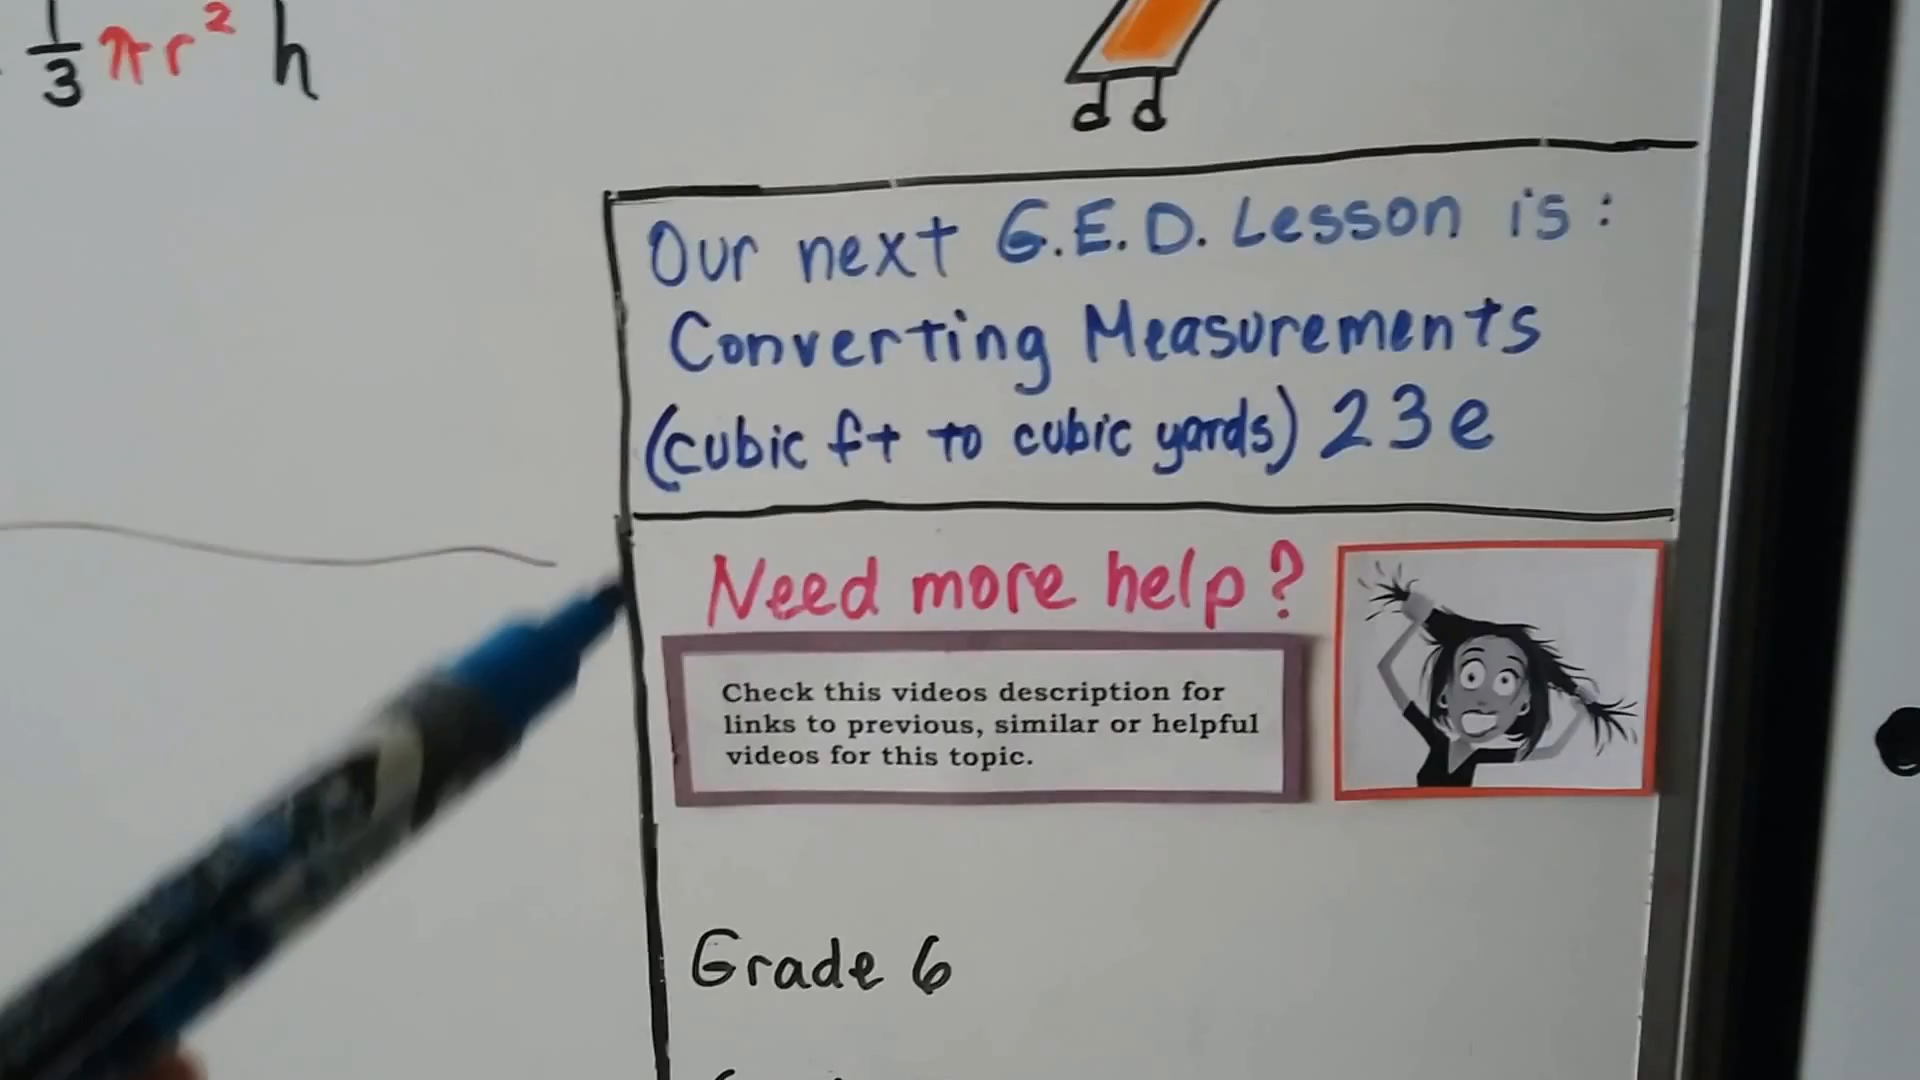 1/3 πr² h
Our next G.E.D. Lesson is:
Converting Measurements
(cubic ft to cubic yards) 23e
Need more help?
Check this videos description for
links to previous, similar or helpful
videos for this topic.
Grade 6